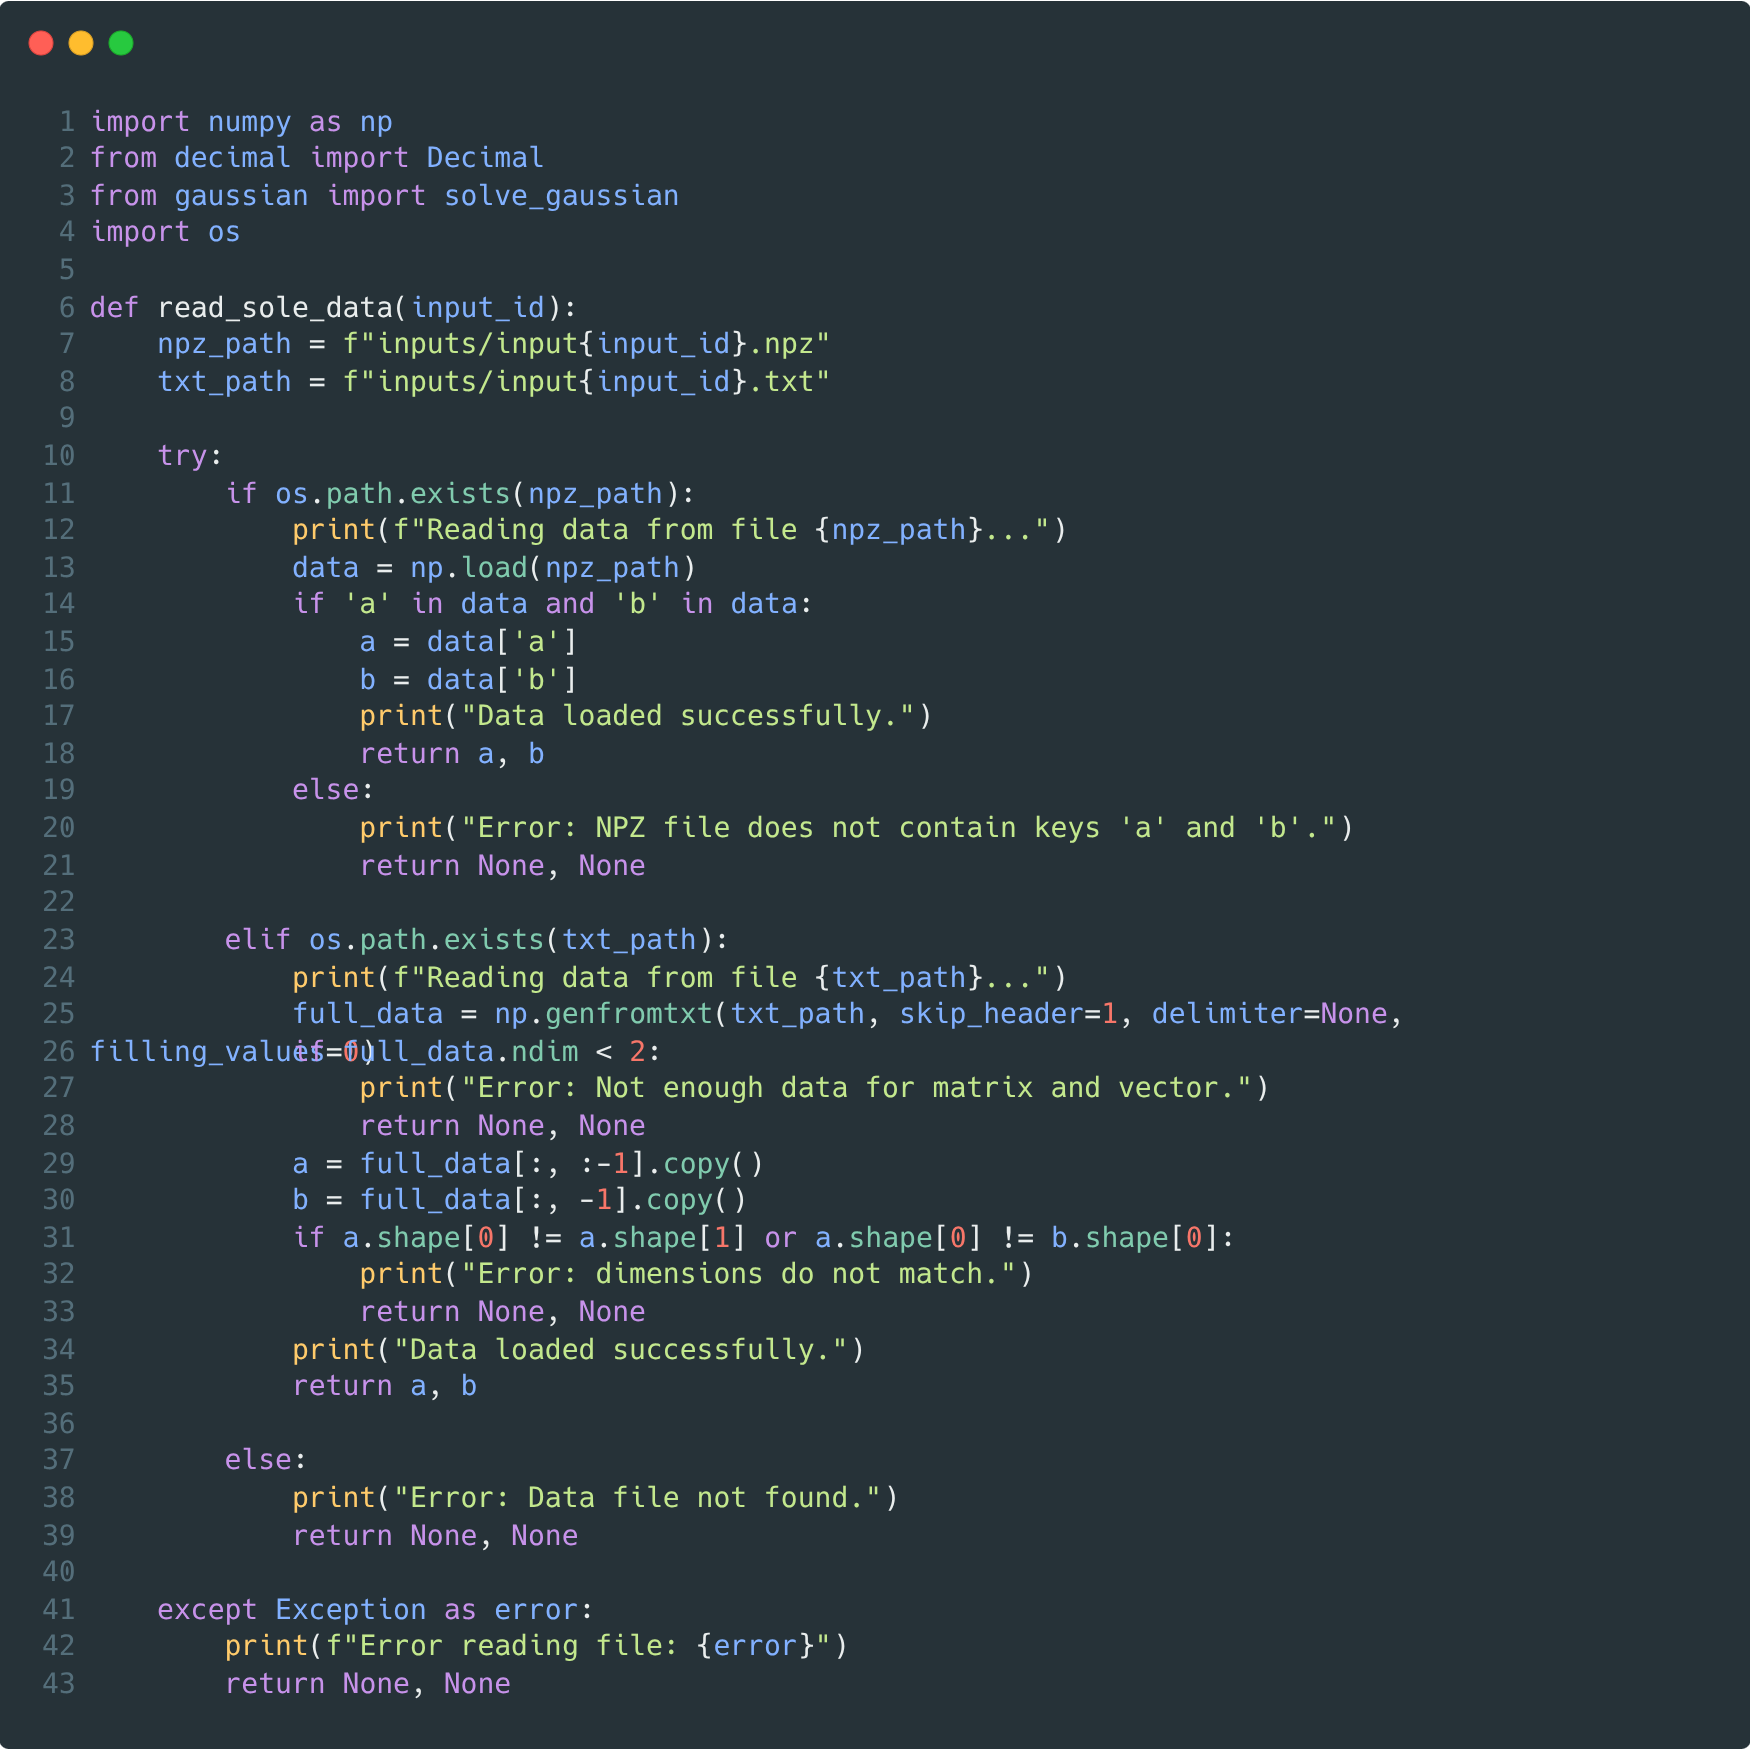 1 import numpy as np
2 from decimal import Decimal
3 from gaussian import solve_gaussian
4 import os
5
6 def read_sole_data(input_id):
7     npz_path = f"inputs/input{input_id}.npz"
8     txt_path = f"inputs/input{input_id}.txt"
9
10     try:
11         if os.path.exists(npz_path):
12             print(f"Reading data from file {npz_path}...")
13             data = np.load(npz_path)
14             if 'a' in data and 'b' in data:
15                 a = data['a']
16                 b = data['b']
17                 print("Data loaded successfully.")
18                 return a, b
19             else:
20                 print("Error: NPZ file does not contain keys 'a' and 'b'.")
21                 return None, None
22
23         elif os.path.exists(txt_path):
24             print(f"Reading data from file {txt_path}...")
25             full_data = np.genfromtxt(txt_path, skip_header=1, delimiter=None,
filling_values=0)
26             if full_data.ndim < 2:
27                 print("Error: Not enough data for matrix and vector.")
28                 return None, None
29             a = full_data[:, :-1].copy()
30             b = full_data[:, -1].copy()
31             if a.shape[0] != a.shape[1] or a.shape[0] != b.shape[0]:
32                 print("Error: dimensions do not match.")
33                 return None, None
34             print("Data loaded successfully.")
35             return a, b
36
37         else:
38             print("Error: Data file not found.")
39             return None, None
40
41     except Exception as error:
42         print(f"Error reading file: {error}")
43         return None, None